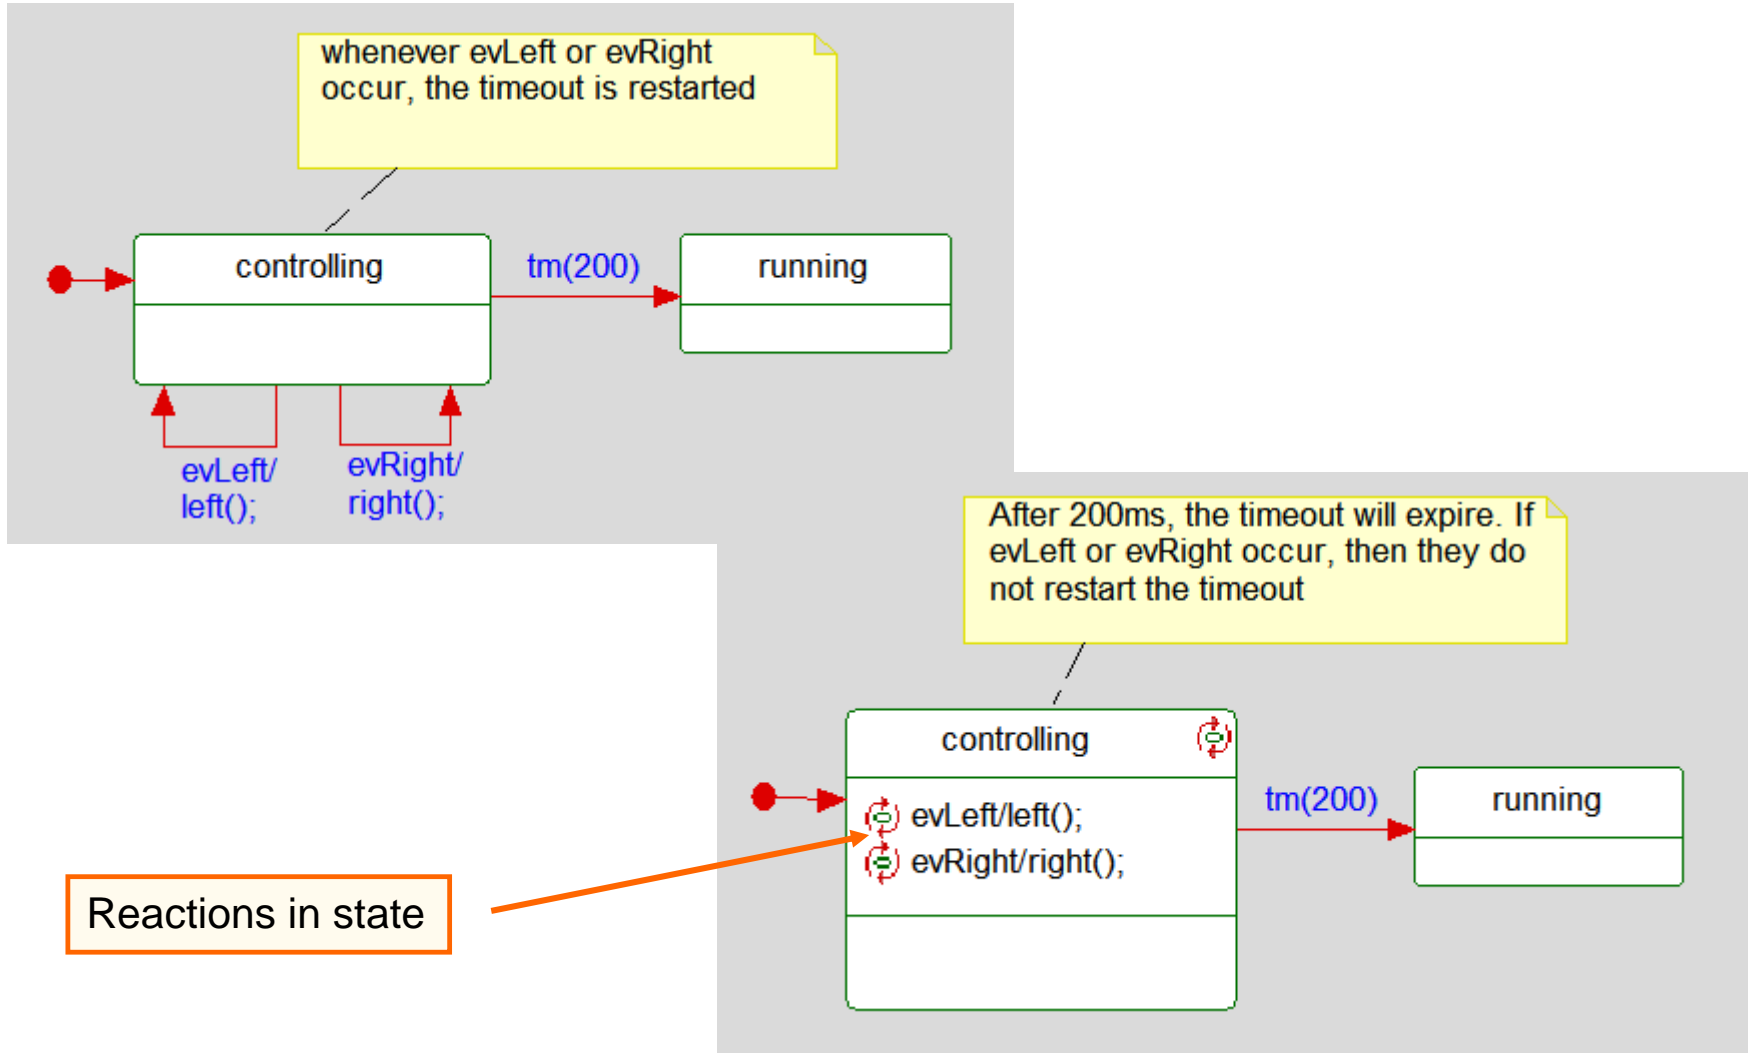 whenever evLeft or evRight
occur, the timeout is restarted
controlling
tm(200)
running
evLeft/
left();
evRight/
right();
After 200ms, the timeout will expire. If
evLeft or evRight occur, then they do
not restart the timeout
controlling
evLeft/left();
evRight/right();
tm(200)
running
Reactions in state